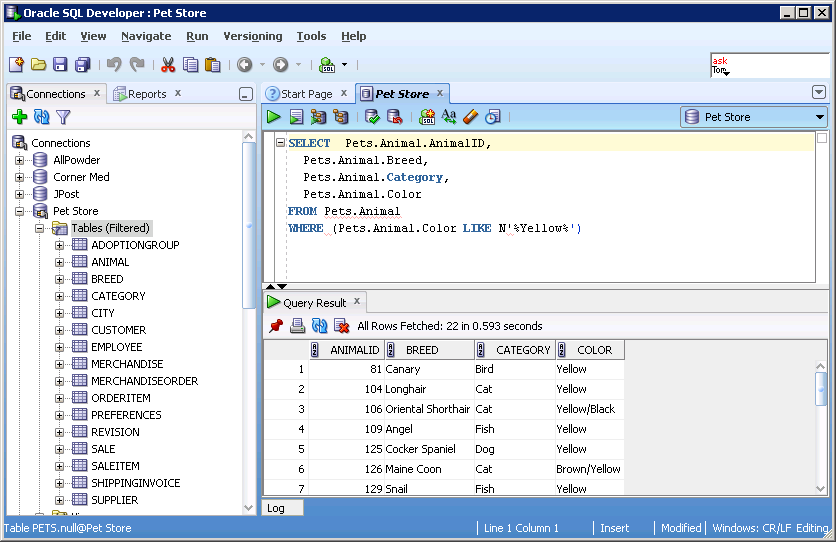 Oracle SQL Developer : Pet Store
File Edit View Navigate Run Versioning Tools Help
ask
Tom
Connections x Reports x
Connections
AllPowder
Corner Med
JPost
Pet Store
Tables (Filtered)
ADOPTIONGROUP
ANIMAL
BREED
CATEGORY
CITY
CUSTOMER
EMPLOYEE
MERCHANDISE
MERCHANDISEORDER
ORDERITEM
PREFERENCES
REVISION
SALE
SALEITEM
SHIPPINGINVOICE
SUPPLIER
Start Page x Pet Store x
SQL Aa Pet Store
SELECT Pets.Animal.AnimalID,
Pets.Animal.Breed,
Pets.Animal.Category,
Pets.Animal.Color
FROM Pets.Animal
WHERE (Pets.Animal.Color LIKE N'%Yellow%')
Query Result x
All Rows Fetched: 22 in 0.593 seconds
ANIMALID BREED CATEGORY COLOR
1 81 Canary Bird Yellow
2 104 Longhair Cat Yellow
3 106 Oriental Shorthair Cat Yellow/Black
4 109 Angel Fish Yellow
5 125 Cocker Spaniel Dog Yellow
6 126 Maine Coon Cat Brown/Yellow
7 129 Snail Fish Yellow
Log
Table PETS.null@Pet Store Line 1 Column 1 Insert Modified Windows: CR/LF Editing